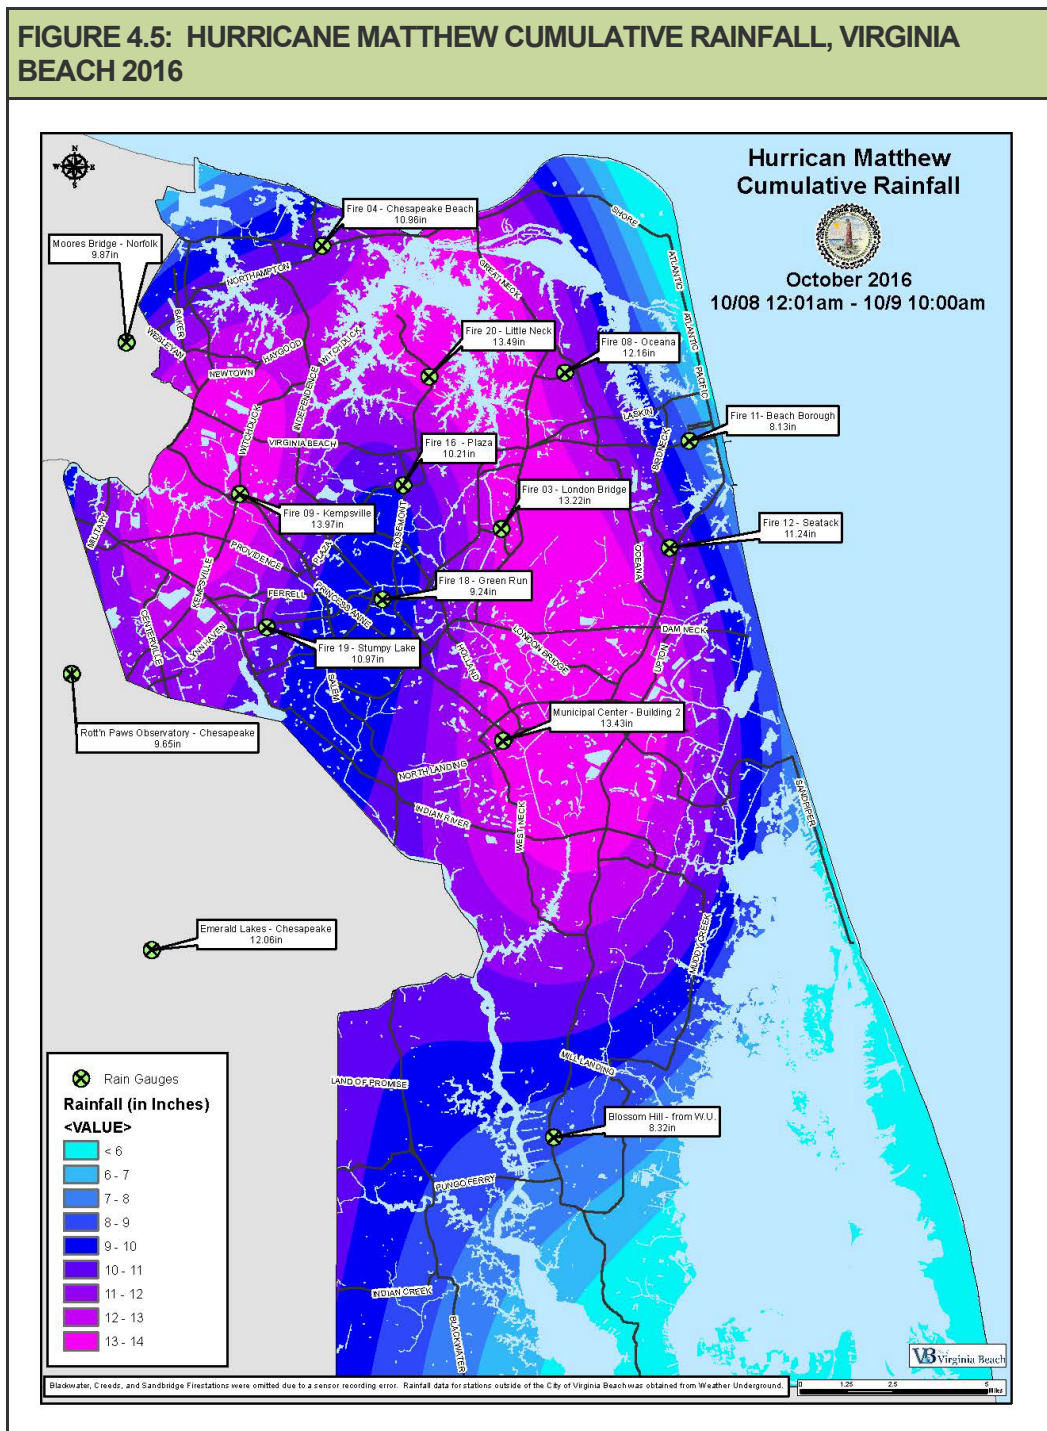 FIGURE 4.5: HURRICANE MATTHEW CUMULATIVE RAINFALL, VIRGINIA
BEACH 2016
Hurrican Matthew
Cumulative Rainfall
October 2016
10/08 12:01am - 10/9 10:00am
N
W
E
S
Fire 04 - Chesapeake Beach
10.96in
Moores Bridge - Norfolk
9.87in
SHORE
NORTHAMPTON
GREAT NECK
ATLANTIC
ATLANTIC
PACIFIC
BAKER
WESLEYAN
HAYGOOD
WITCHDUCK
NEWTOWN
INDEPENDENCE
Fire 20 - Little Neck
13.49in
Fire 08 - Oceana
12.16in
LASKIN
Fire 11- Beach Borough
8.13in
WITCHDUCK
VIRGINIA BEACH
BIRDNECK
Fire 16 - Plaza
10.21in
Fire 03 - London Bridge
13.22in
Fire 09 - Kempsville
13.97in
ROSEMONT
Fire 12 - Seatack
11.24in
MILITARY
PLAZA
PROVIDENCE
OCEANA
KEMPSVILLE
FERRELL
PRINCESS ANNE
Fire 18 - Green Run
9.24in
CENTERVILLE
LYNNHAVEN
Fire 19 - Stumpy Lake
10.97in
HOLLAND
LONDON BRIDGE
DAM NECK
UPTON
SALEM
Municipal Center - Building 2
13.43in
Rott'n Paws Observatory - Chesapeake
9.65in
NORTH LANDING
SANDPIPER
INDIAN RIVER
WEST NECK
Emerald Lakes - Chesapeake
12.06in
MUDDY CREEK
MILL LANDING
LAND OF PROMISE
Blossom Hill - from W.U.
8.32in
PUNGO FERRY
INDIAN CREEK
BLACKWATER
Rain Gauges
Rainfall (in Inches)
<VALUE>
< 6
6 - 7
7 - 8
8 - 9
9 - 10
10 - 11
11 - 12
12 - 13
13 - 14
VB
City of
Virginia Beach
Blackwater, Creeds, and Sandbridge Firestations were omitted due to a sensor recording error. Rainfall data for stations outside of the City of Virginia Beach was obtained from Weather Underground.
0 1.25 2.5 5
Miles